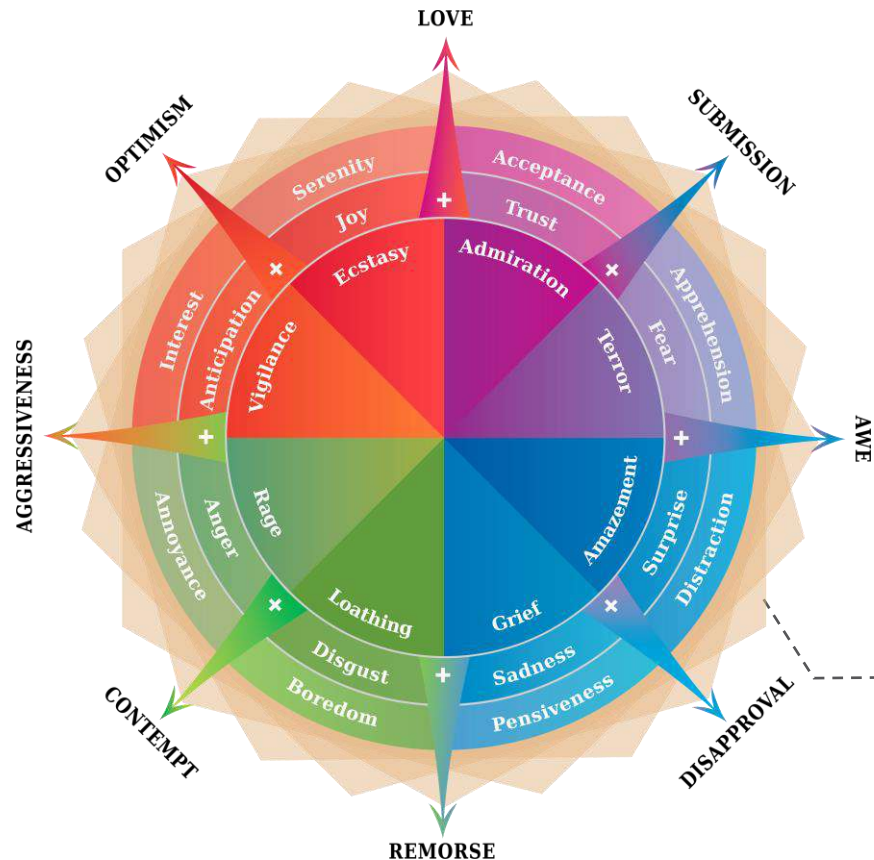 LOVE
OPTIMISM
SUBMISSION
Serenity
Acceptance
Joy
Trust
Ecstasy
Admiration
Interest
Anticipation
Vigilance
Terror
Fear
Apprehension
AGGRESSIVENESS
AWE
Annoyance
Anger
Rage
Amazement
Surprise
Distraction
Loathing
Grief
Disgust
Sadness
Boredom
Pensiveness
CONTEMPT
DISAPPROVAL
REMORSE